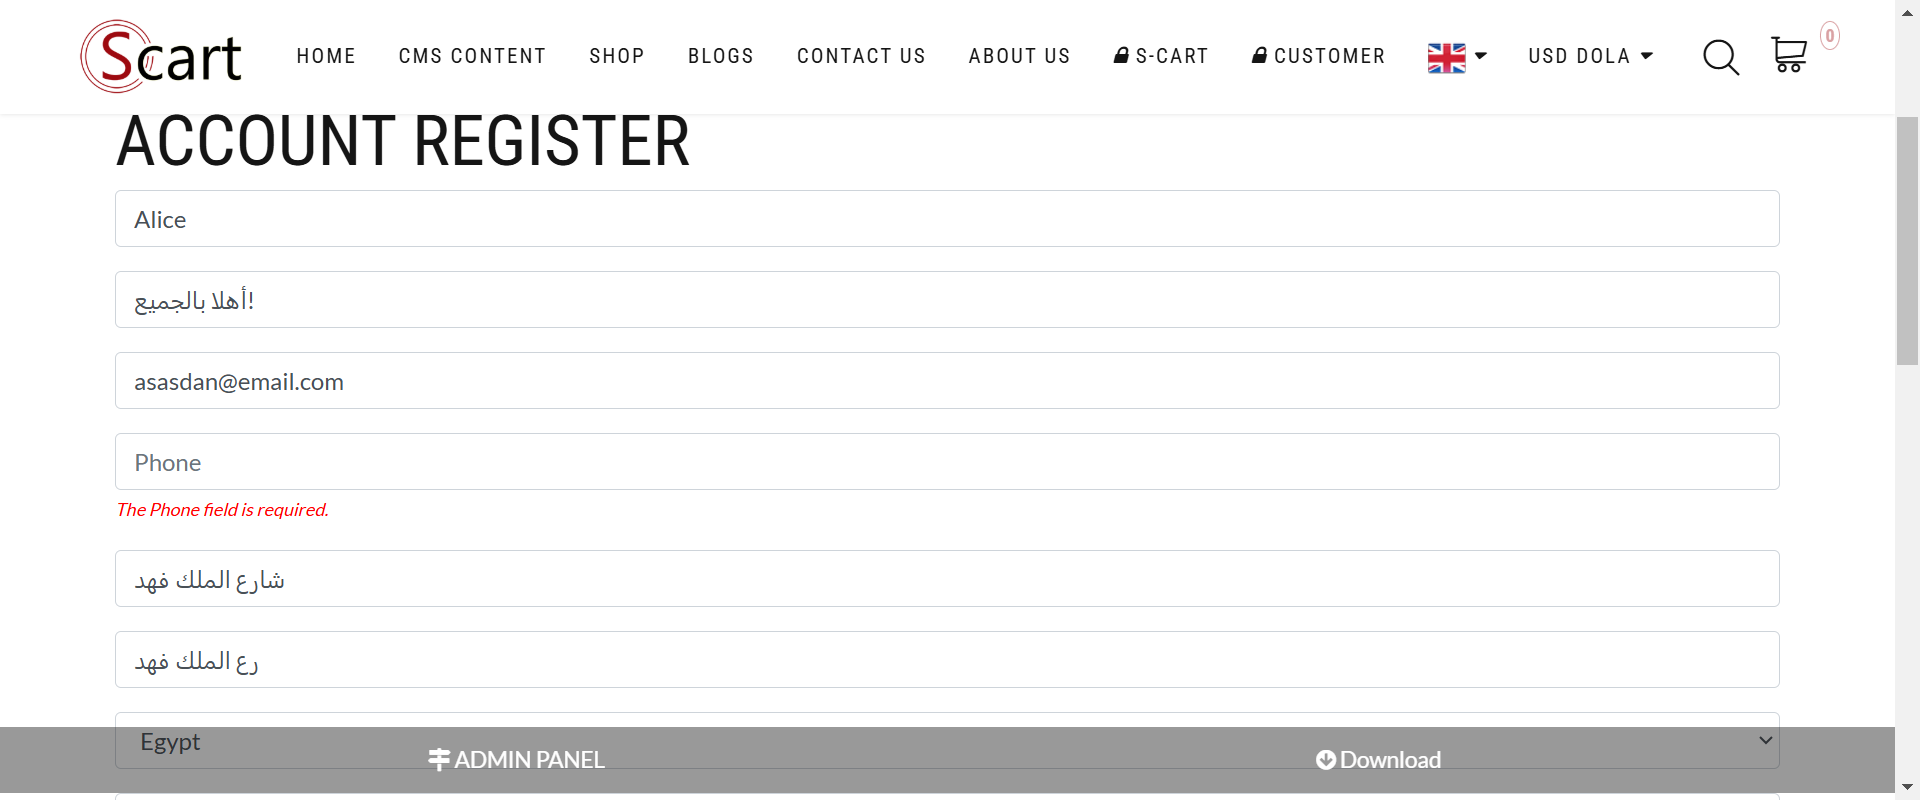 Scart
HOME CMS CONTENT SHOP BLOGS CONTACT US ABOUT US S-CART CUSTOMER USD DOLA 0
ACCOUNT REGISTER
Alice
أهلا بالجميع!
asasdan@email.com
Phone
The Phone field is required.
شارع الملك فهد
رع الملك فهد
Egypt
ADMIN PANEL Download